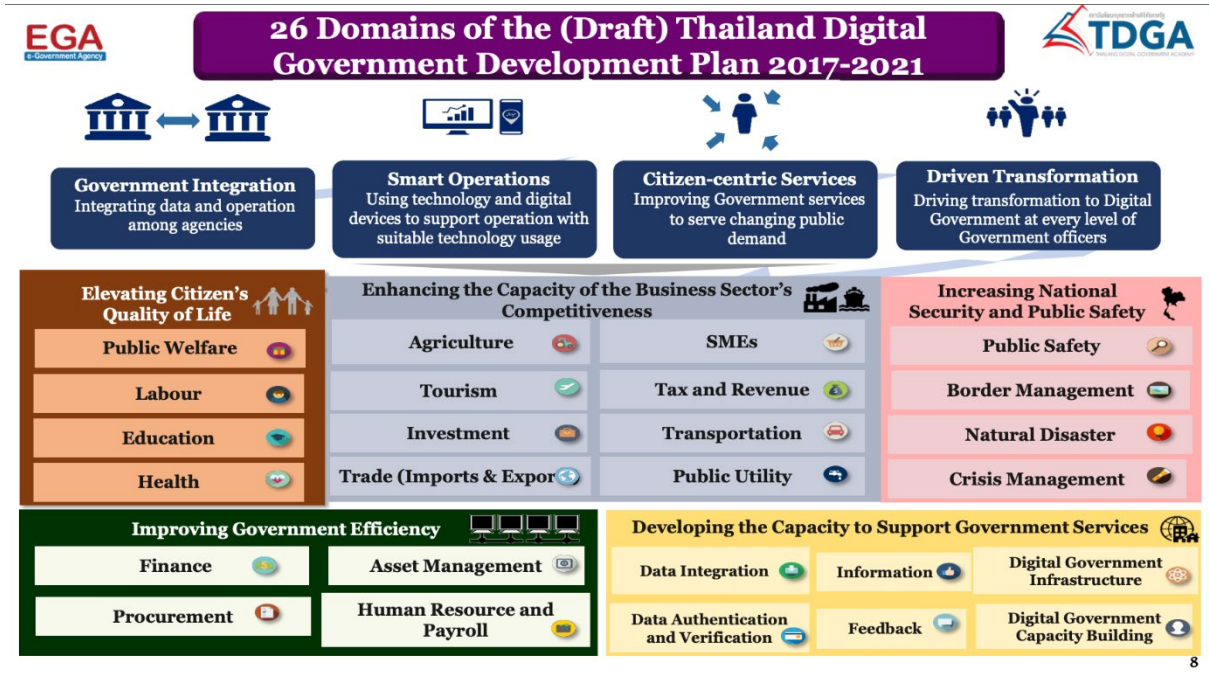 EGA
e-Government Agency
26 Domains of the (Draft) Thailand Digital
Government Development Plan 2017-2021
TDGA
THAILAND DIGITAL GOVERNMENT ACADEMY
Government Integration
Integrating data and operation
among agencies
Smart Operations
Using technology and digital
devices to support operation with
suitable technology usage
Citizen-centric Services
Improving Government services
to serve changing public
demand
Driven Transformation
Driving transformation to Digital
Government at every level of
Government officers
Elevating Citizen's
Quality of Life
Public Welfare
Labour
Education
Health
Enhancing the Capacity of the Business Sector's
Competitiveness
Agriculture
SMEs
Tourism
Tax and Revenue
Investment
Transportation
Trade (Imports & Expor
Public Utility
Increasing National
Security and Public Safety
Public Safety
Border Management
Natural Disaster
Crisis Management
Improving Government Efficiency
Finance
Asset Management
Procurement
Human Resource and
Payroll
Developing the Capacity to Support Government Services
Data Integration
Information
Digital Government
Infrastructure
Data Authentication
and Verification
Feedback
Digital Government
Capacity Building
8